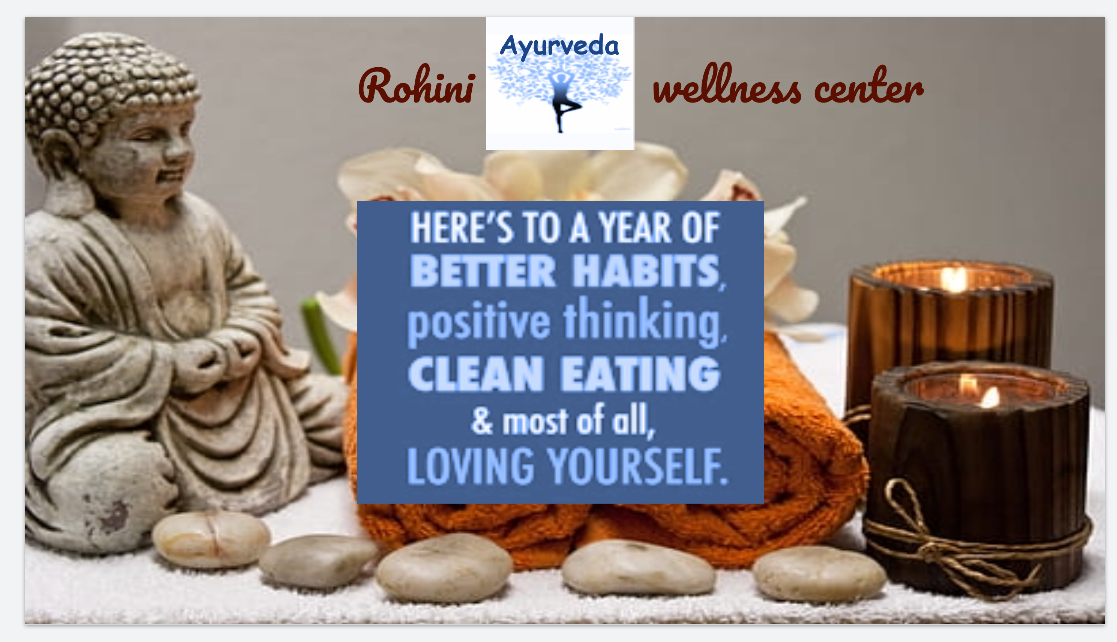 Ayurveda
Rohini wellness center
HERE'S TO A YEAR OF
BETTER HABITS,
positive thinking,
CLEAN EATING
& most of all,
LOVING YOURSELF.